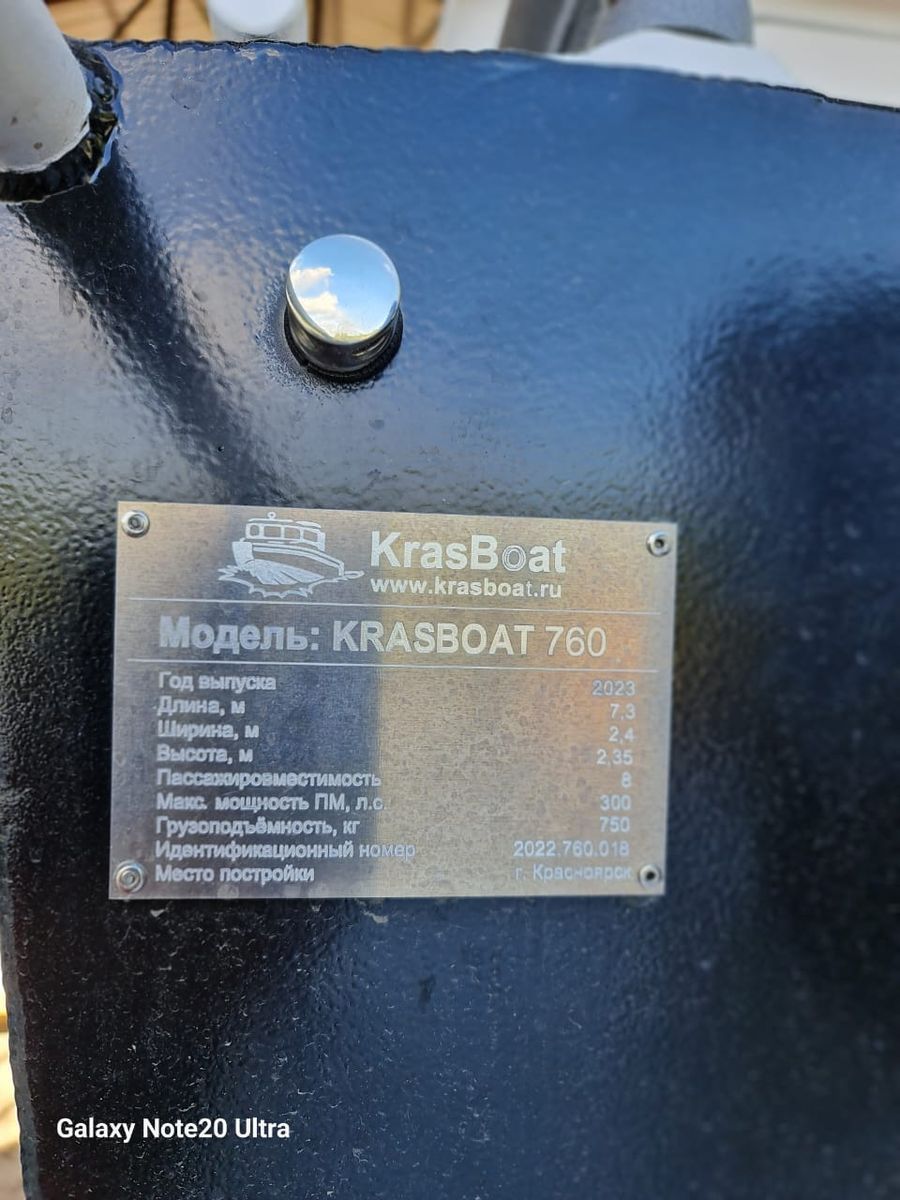 KrasBoat
www.krasboat.ru
Модель: KRASBOAT 760
Год выпуска 2023
Длина, м 7,3
Ширина, м 2,4
Высота, м 2,35
Пассажировместимость 8
Макс. мощность ПМ, л.с. 300
Грузоподъёмность, кг 750
Идентификационный номер 2022.760.018
Место постройки г. Красноярск
Galaxy Note20 Ultra